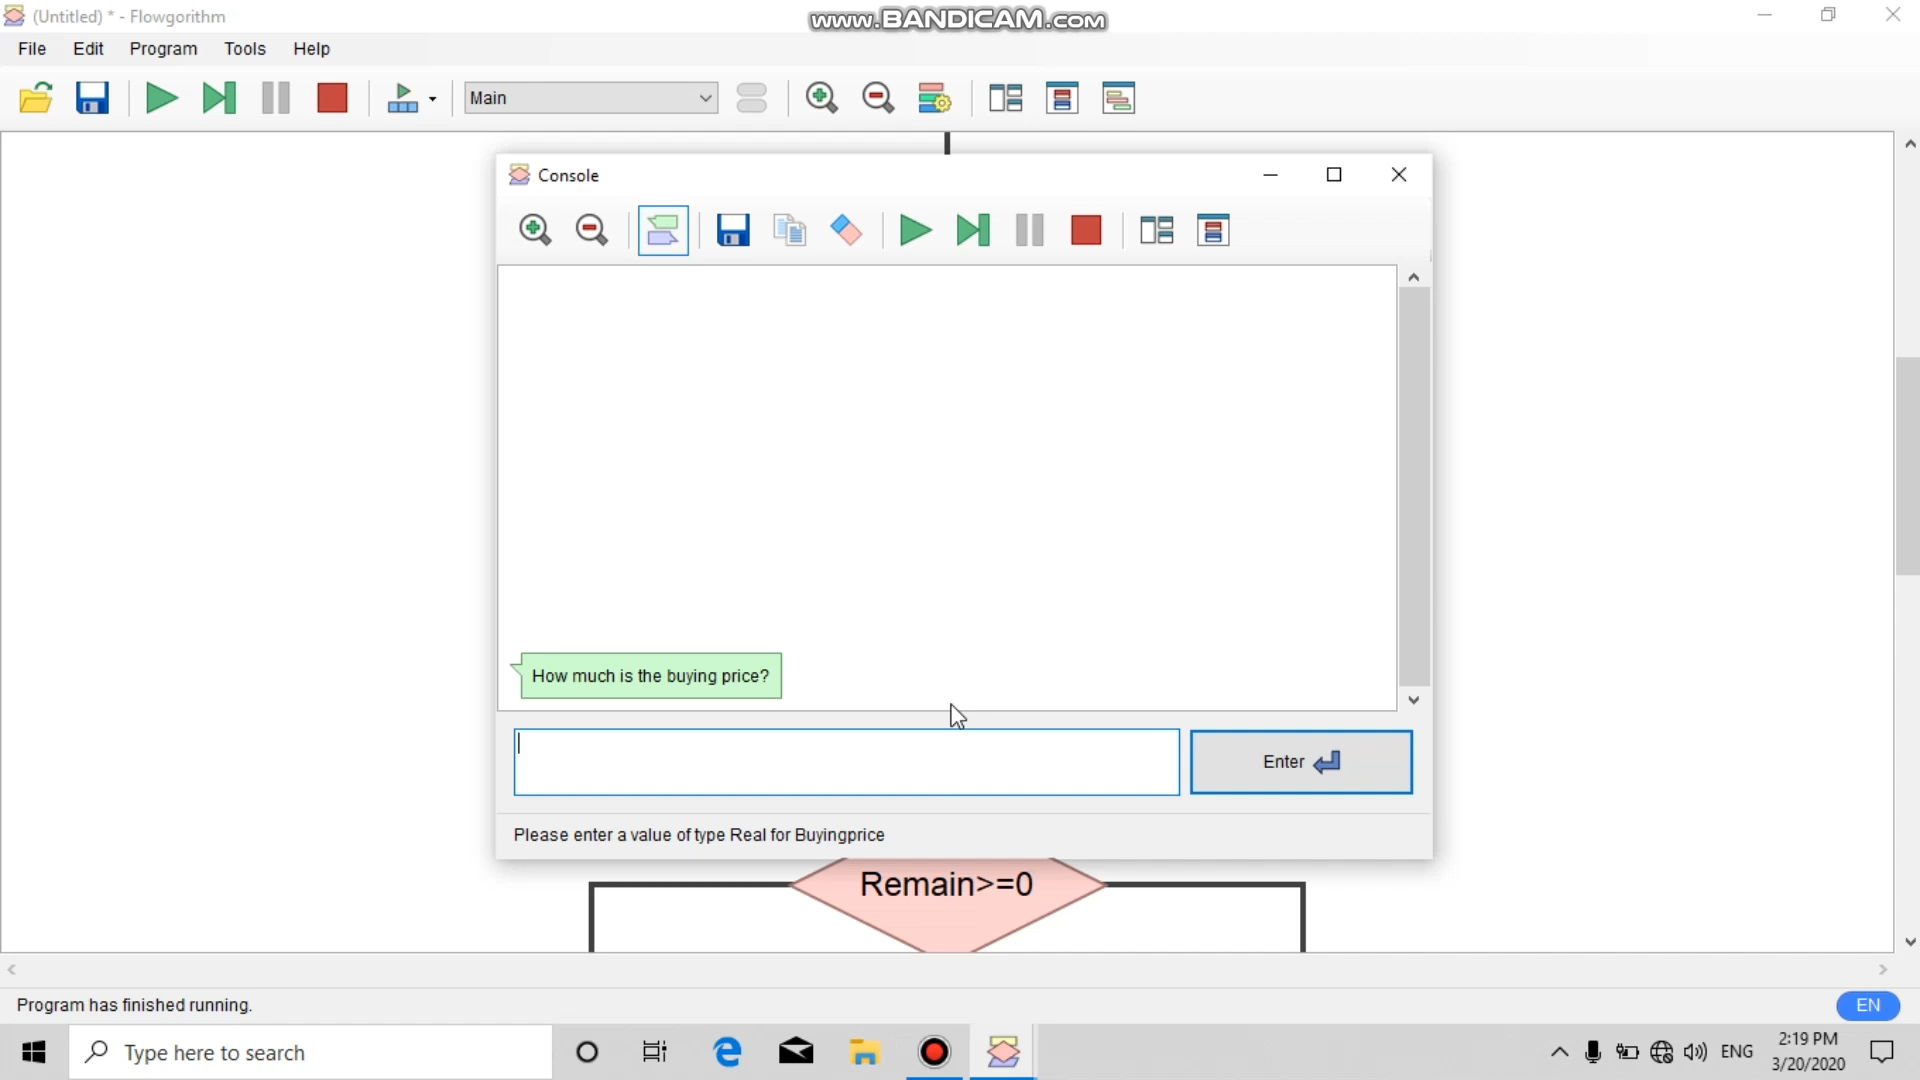 (Untitled) * - Flowgorithm
www.BANDICAM.com
File Edit Program Tools Help
Main
Console
How much is the buying price?
Enter
Please enter a value of type Real for Buyingprice
Remain>=0
Program has finished running.
EN
Type here to search
ENG
2:19 PM
3/20/2020